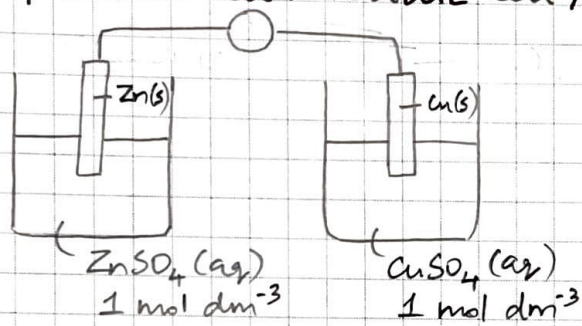 Zn(s)
Cu(s)
ZnSO₄ (aq)
1 mol dm⁻³
CuSO₄ (aq)
1 mol dm⁻³